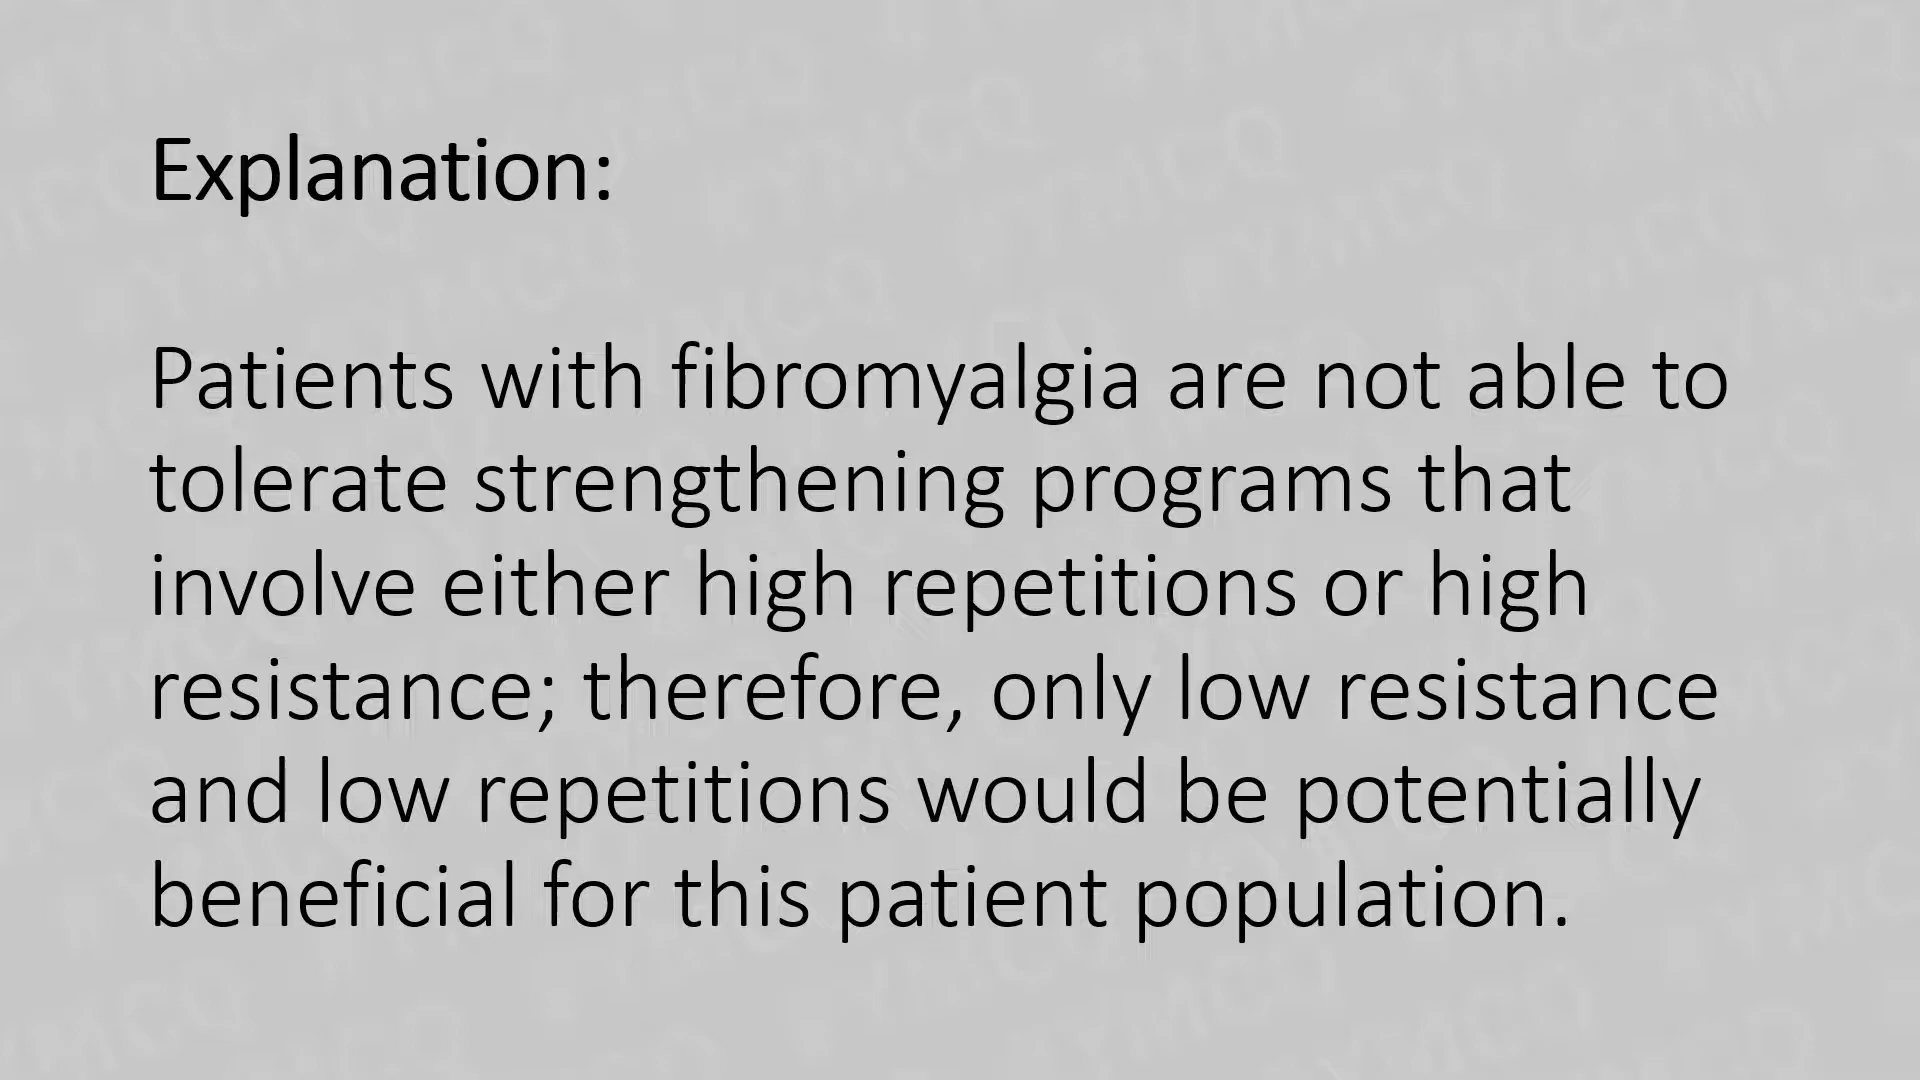 Explanation:
Patients with fibromyalgia are not able to
tolerate strengthening programs that
involve either high repetitions or high
resistance; therefore, only low resistance
and low repetitions would be potentially
beneficial for this patient population.